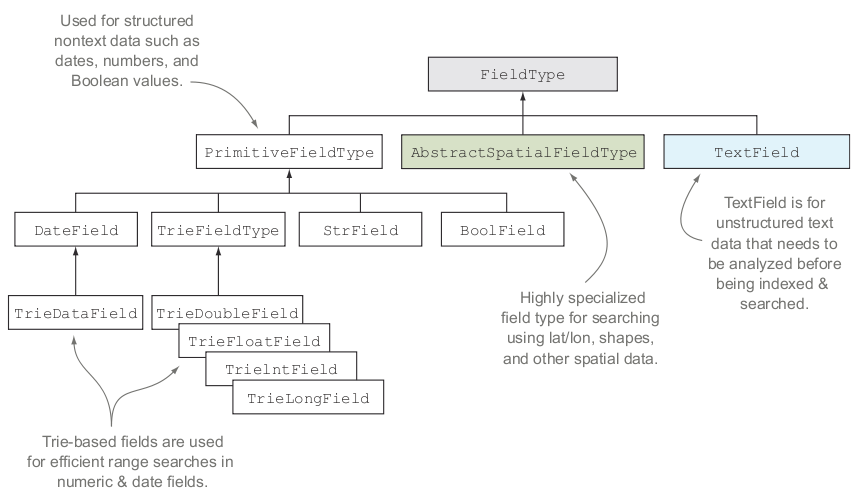 Used for structured
nontext data such as
dates, numbers, and
Boolean values.
FieldType
PrimitiveFieldType
AbstractSpatialFieldType
TextField
DateField
TrieFieldType
StrField
BoolField
TextField is for
unstructured text
data that needs to
be analyzed before
being indexed &
searched.
TrieDataField
TrieDoubleField
TrieFloatField
TrieIntField
TrieLongField
Highly specialized
field type for searching
using lat/lon, shapes,
and other spatial data.
Trie-based fields are used
for efficient range searches in
numeric & date fields.